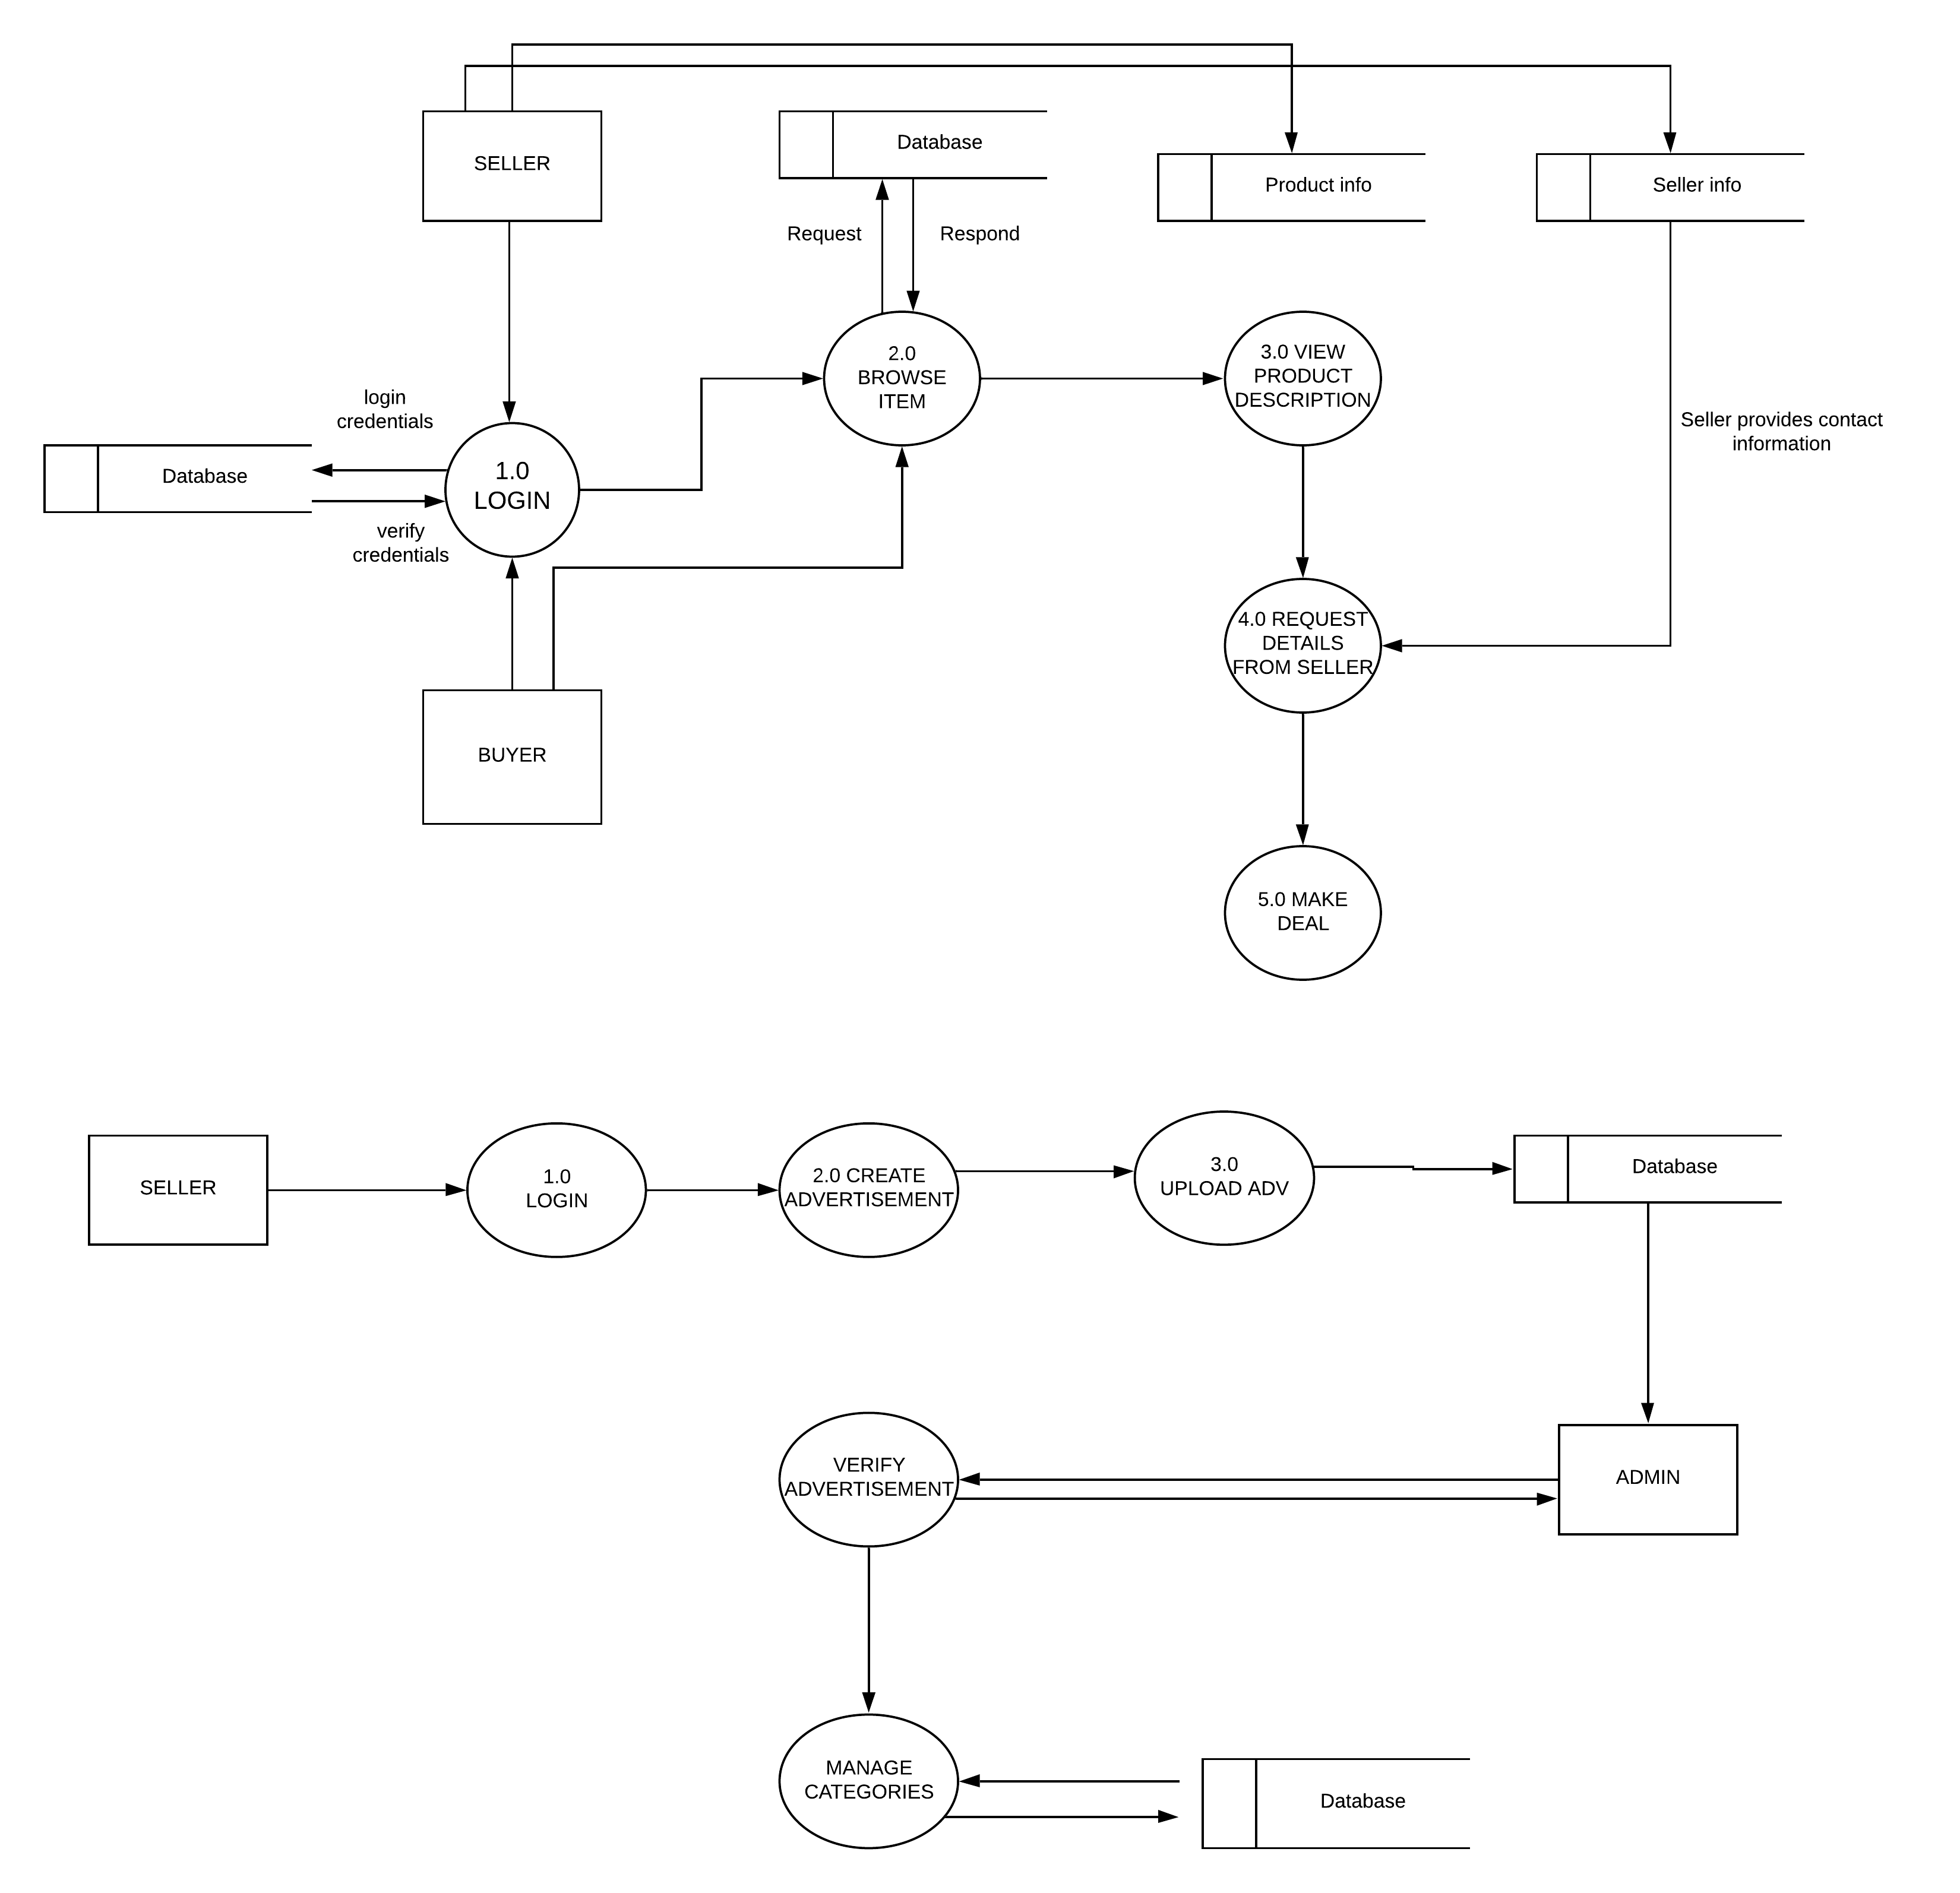 SELLER
Database
Product info
Seller info
Request
Respond
2.0
BROWSE
ITEM
3.0 VIEW
PRODUCT
DESCRIPTION
login
credentials
Seller provides contact
information
Database
1.0
LOGIN
verify
credentials
4.0 REQUEST
DETAILS
FROM SELLER
BUYER
5.0 MAKE
DEAL
SELLER
1.0
LOGIN
2.0 CREATE
ADVERTISEMENT
3.0
UPLOAD ADV
Database
VERIFY
ADVERTISEMENT
ADMIN
MANAGE
CATEGORIES
Database